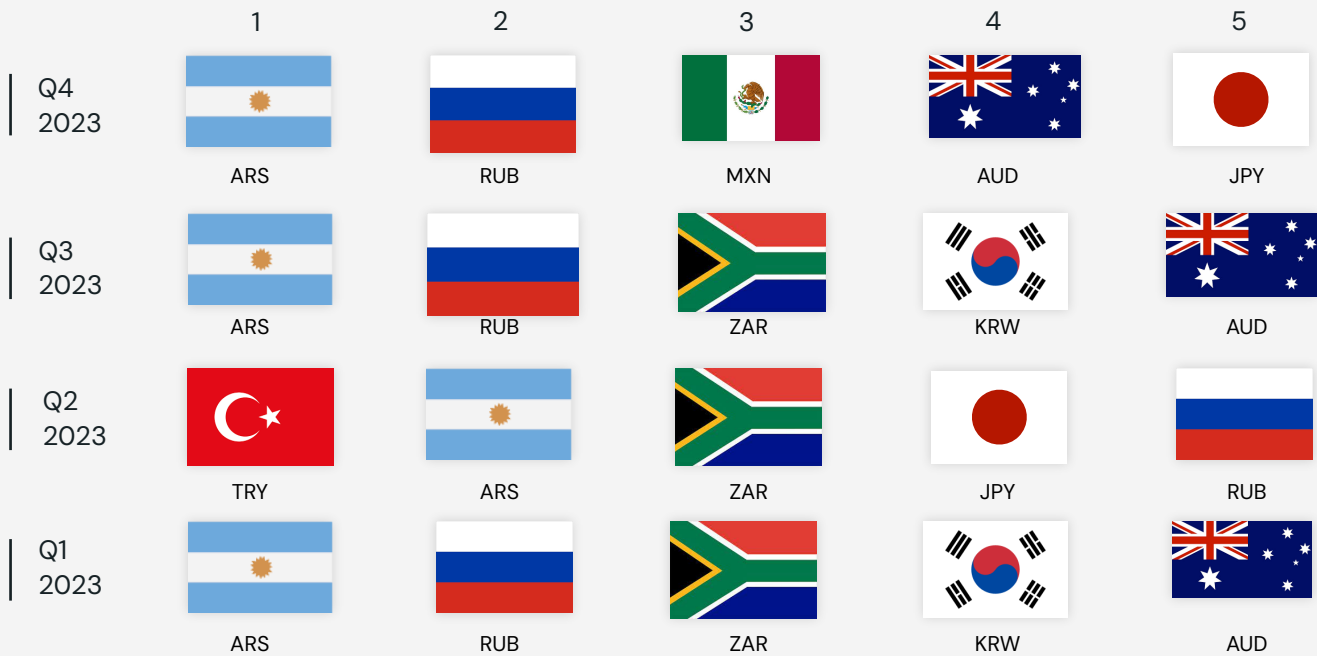 1 2 3 4 5
Q4
2023
ARS RUB MXN AUD JPY
Q3
2023
ARS RUB ZAR KRW AUD
Q2
2023
TRY ARS ZAR JPY RUB
Q1
2023
ARS RUB ZAR KRW AUD